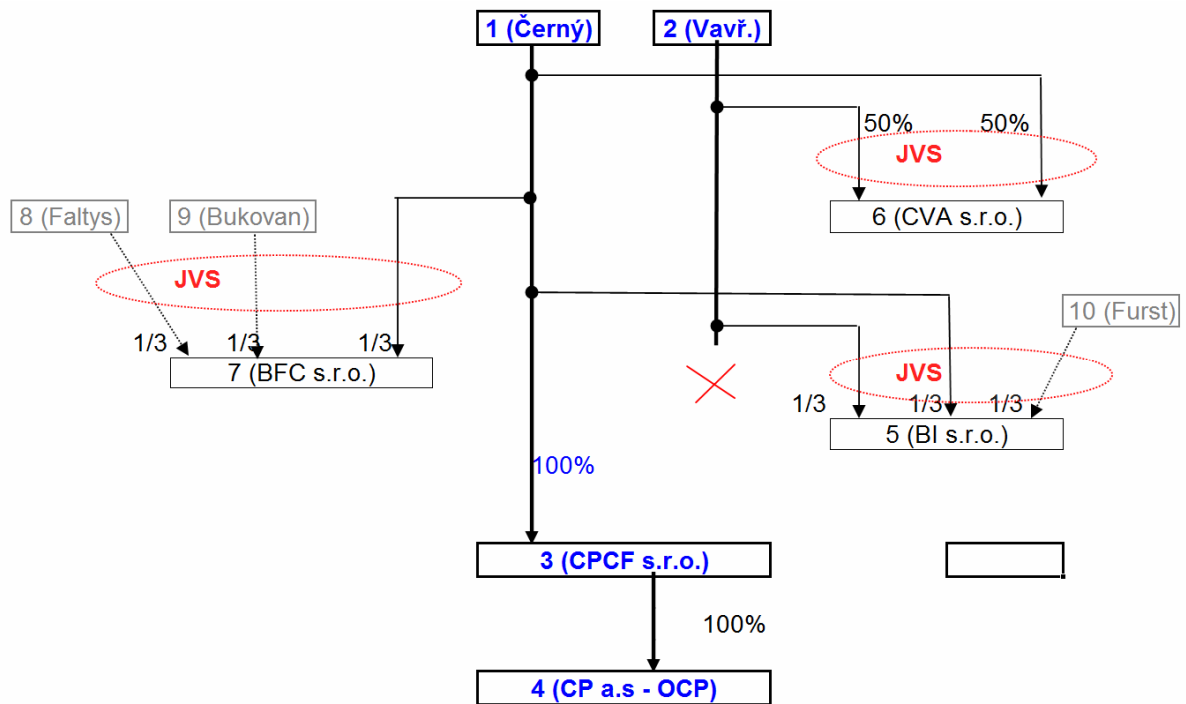 1 (Černý)
2 (Vavř.)
50%
50%
JVS
8 (Faltys)
9 (Bukovan)
6 (CVA s.r.o.)
JVS
10 (Furst)
1/3
1/3
1/3
7 (BFC s.r.o.)
JVS
1/3
1/3
1/3
5 (BI s.r.o.)
100%
3 (CPCF s.r.o.)
100%
4 (CP a.s - OCP)